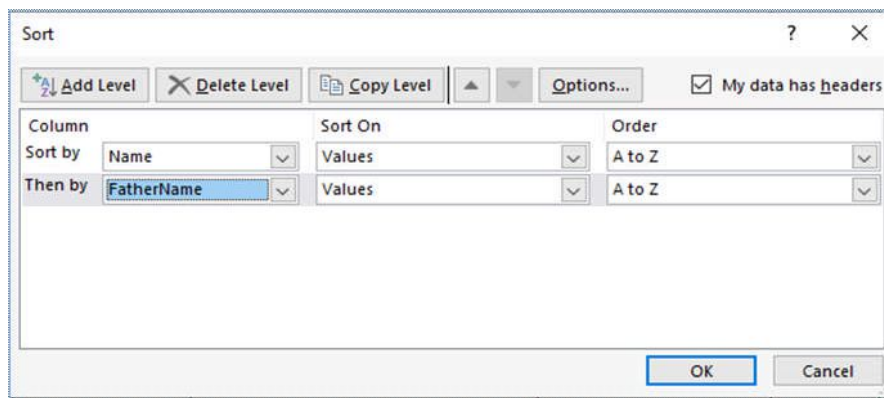 Sort ?
Add Level Delete Level Copy Level Options... My data has headers
Column Sort On Order
Sort by Name Values A to Z
Then by FatherName Values A to Z
OK Cancel